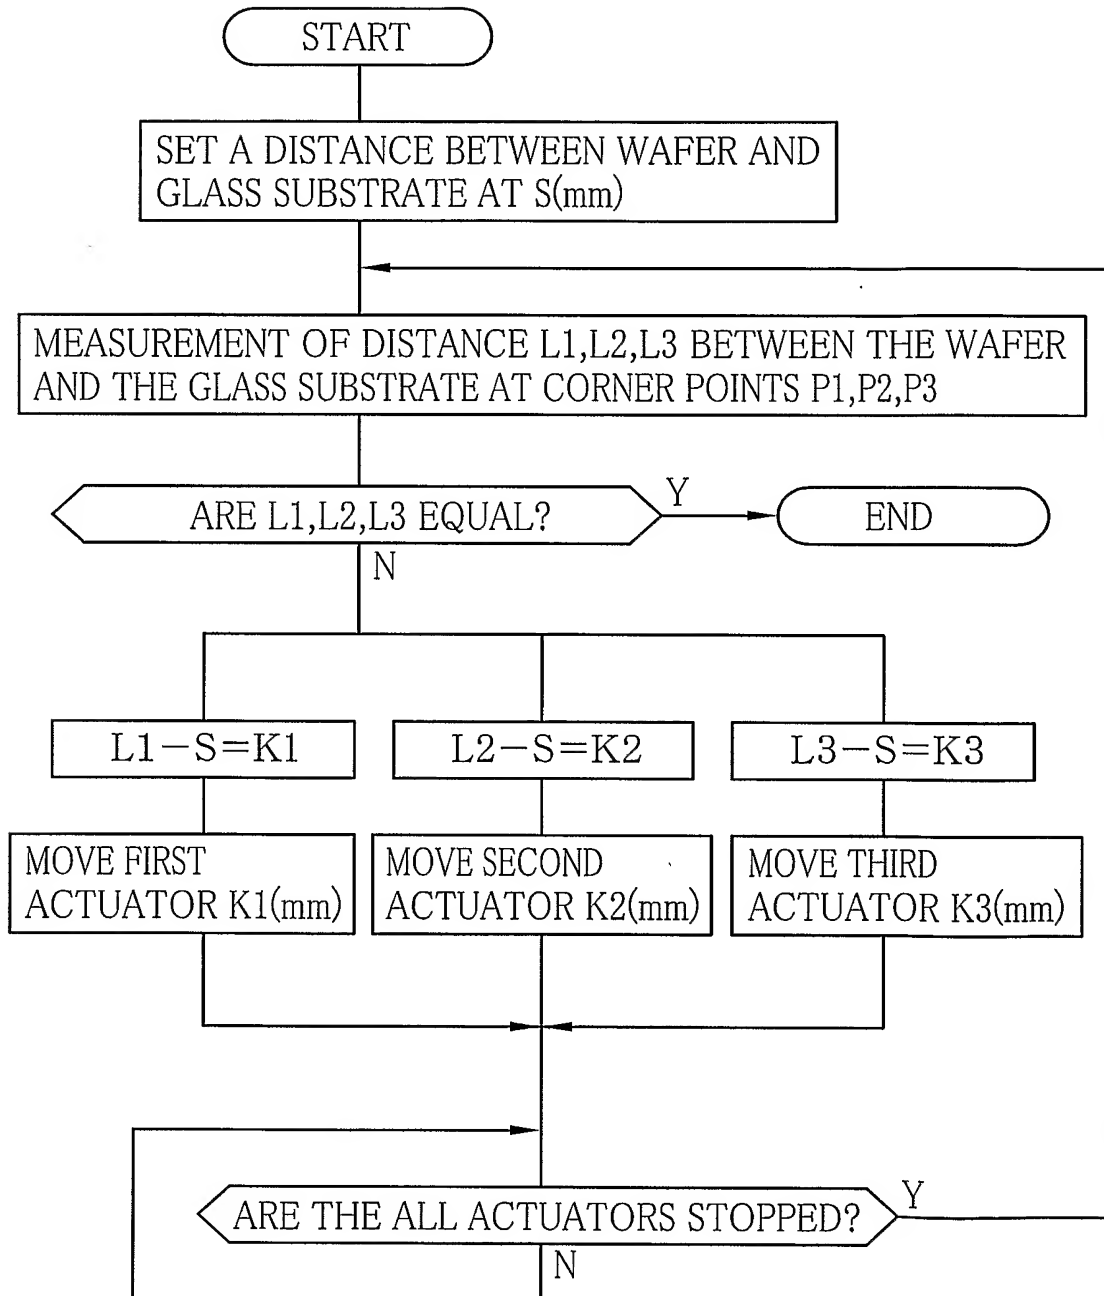 START
SET A DISTANCE BETWEEN WAFER AND
GLASS SUBSTRATE AT S(mm)
MEASUREMENT OF DISTANCE L1,L2,L3 BETWEEN THE WAFER
AND THE GLASS SUBSTRATE AT CORNER POINTS P1,P2,P3
ARE L1,L2,L3 EQUAL?
Y
END
N
L1-S=K1
L2-S=K2
L3-S=K3
MOVE FIRST
ACTUATOR K1(mm)
MOVE SECOND
ACTUATOR K2(mm)
MOVE THIRD
ACTUATOR K3(mm)
ARE THE ALL ACTUATORS STOPPED?
Y
N